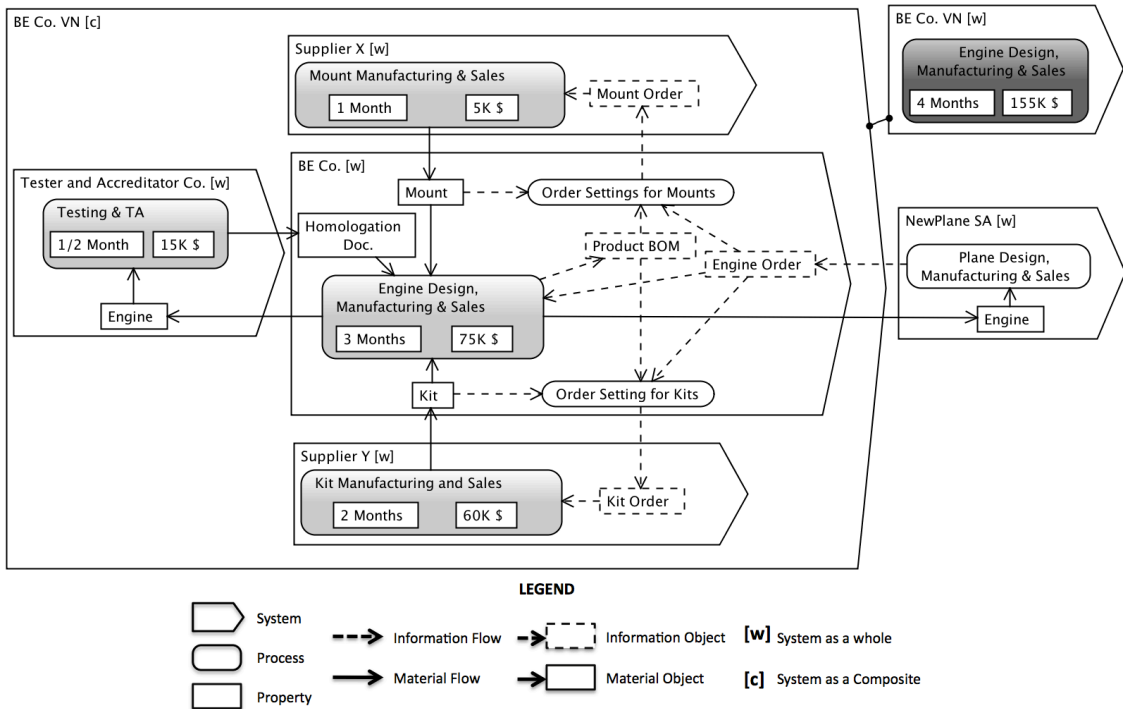 BE Co. VN [c]
BE Co. VN [w]
Engine Design,
Manufacturing & Sales
4 Months
155K $
Supplier X [w]
Mount Manufacturing & Sales
1 Month
5K $
Mount Order
BE Co. [w]
Mount
Order Settings for Mounts
Tester and Accreditator Co. [w]
Testing & TA
1/2 Month
15K $
Engine
Homologation
Doc.
Product BOM
Engine Order
Engine Design,
Manufacturing & Sales
3 Months
75K $
Kit
Order Setting for Kits
NewPlane SA [w]
Plane Design,
Manufacturing & Sales
Engine
Supplier Y [w]
Kit Manufacturing and Sales
2 Months
60K $
Kit Order
LEGEND
System
Process
Property
Information Flow
Material Flow
Information Object
Material Object
[w] System as a whole
[c] System as a Composite